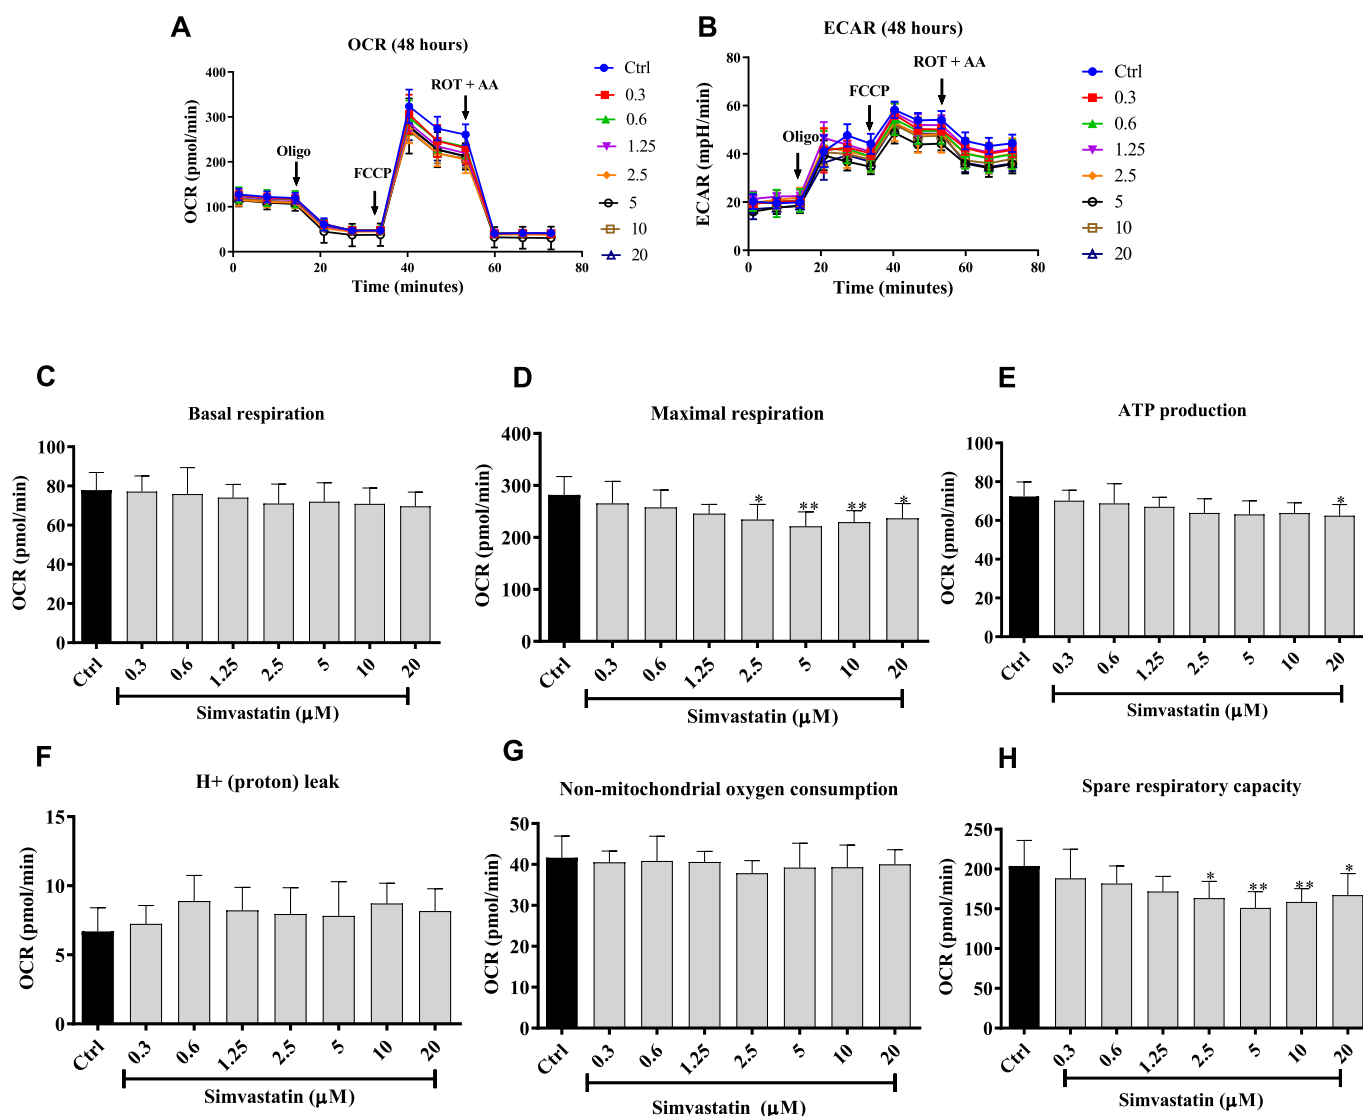 A
OCR (48 hours)
OCR (pmol/min)
400
300
200
100
0
0
20
40
60
80
Time (minutes)
Oligo
FCCP
ROT + AA
Ctrl
0.3
0.6
1.25
2.5
5
10
20
B
ECAR (48 hours)
ECAR (mpH/min)
80
60
40
20
0
0
20
40
60
80
Time (minutes)
Oligo
FCCP
ROT + AA
Ctrl
0.3
0.6
1.25
2.5
5
10
20
C
Basal respiration
OCR (pmol/min)
100
80
60
40
20
0
Ctrl
0.3
0.6
1.25
2.5
5
10
20
Simvastatin (µM)
D
Maximal respiration
OCR (pmol/min)
400
300
200
100
0
*
**
**
*
Ctrl
0.3
0.6
1.25
2.5
5
10
20
Simvastatin (µM)
E
ATP production
OCR (pmol/min)
100
80
60
40
20
0
*
Ctrl
0.3
0.6
1.25
2.5
5
10
20
Simvastatin (µM)
F
H+ (proton) leak
OCR (pmol/min)
15
10
5
0
Ctrl
0.3
0.6
1.25
2.5
5
10
20
Simvastatin (µM)
G
Non-mitochondrial oxygen consumption
OCR (pmol/min)
50
40
30
20
10
0
Ctrl
0.3
0.6
1.25
2.5
5
10
20
Simvastatin (µM)
H
Spare respiratory capacity
OCR (pmol/min)
250
200
150
100
50
0
*
**
**
*
Ctrl
0.3
0.6
1.25
2.5
5
10
20
Simvastatin (µM)